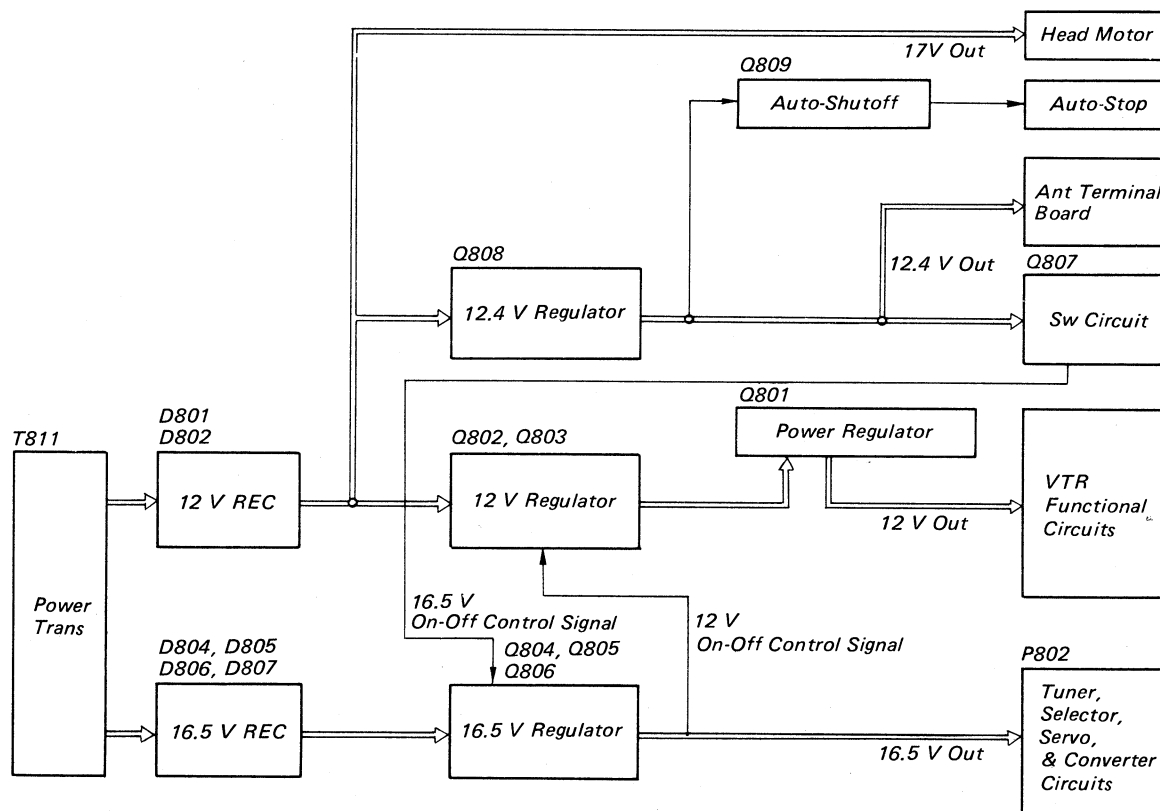 Head Motor
17V Out
Q809
Auto-Shutoff
Auto-Stop
Ant Terminal
Board
12.4 V Out
Q808
12.4 V Regulator
Q807
Sw Circuit
Q801
Power Regulator
T811
Power
Trans
D801
D802
12 V REC
Q802, Q803
12 V Regulator
12 V Out
VTR
Functional
Circuits
16.5 V
On-Off Control Signal
12 V
On-Off Control Signal
D804, D805
D806, D807
16.5 V REC
Q804, Q805
Q806
16.5 V Regulator
16.5 V Out
P802
Tuner,
Selector,
Servo,
& Converter
Circuits